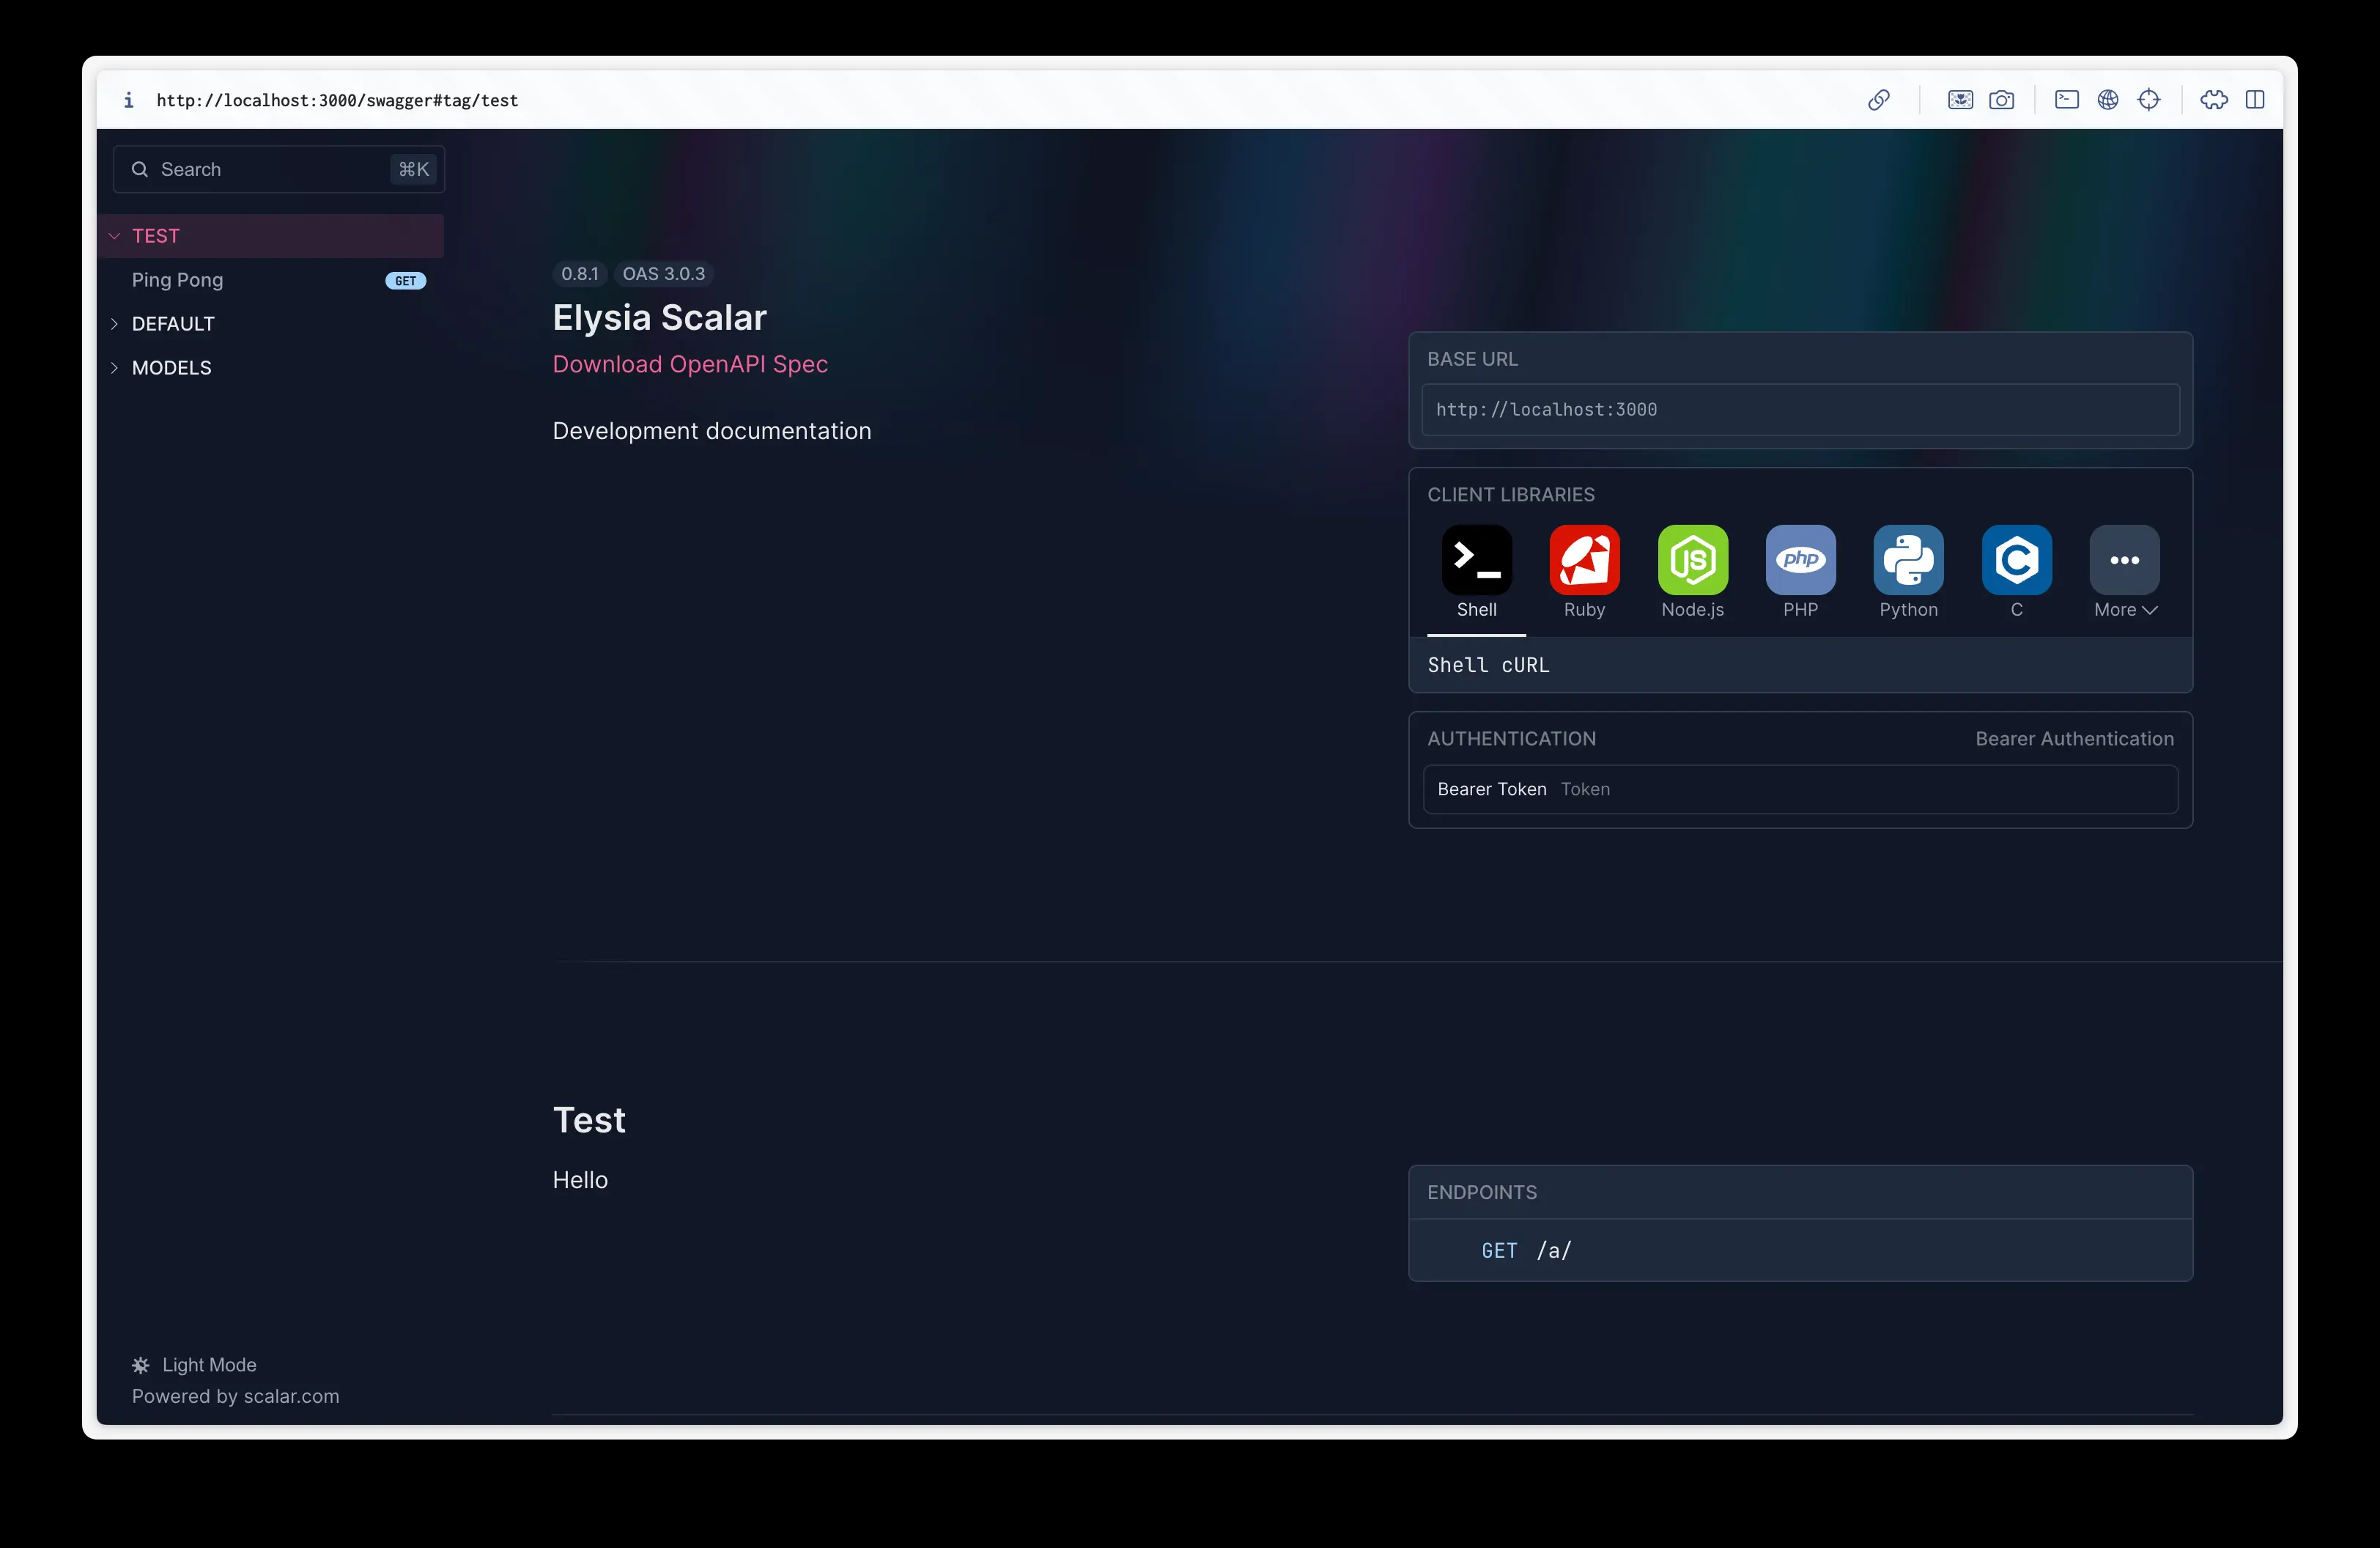 i http://localhost:3000/swagger#tag/test
Search ⌘K
TEST
Ping Pong GET
DEFAULT
MODELS
Light Mode
Powered by scalar.com
0.8.1 OAS 3.0.3
Elysia Scalar
Download OpenAPI Spec
Development documentation
BASE URL
http://localhost:3000
CLIENT LIBRARIES
JS php C
Shell Ruby Node.js PHP Python C More
Shell cURL
AUTHENTICATION Bearer Authentication
Bearer Token Token
Test
Hello
ENDPOINTS
GET /a/